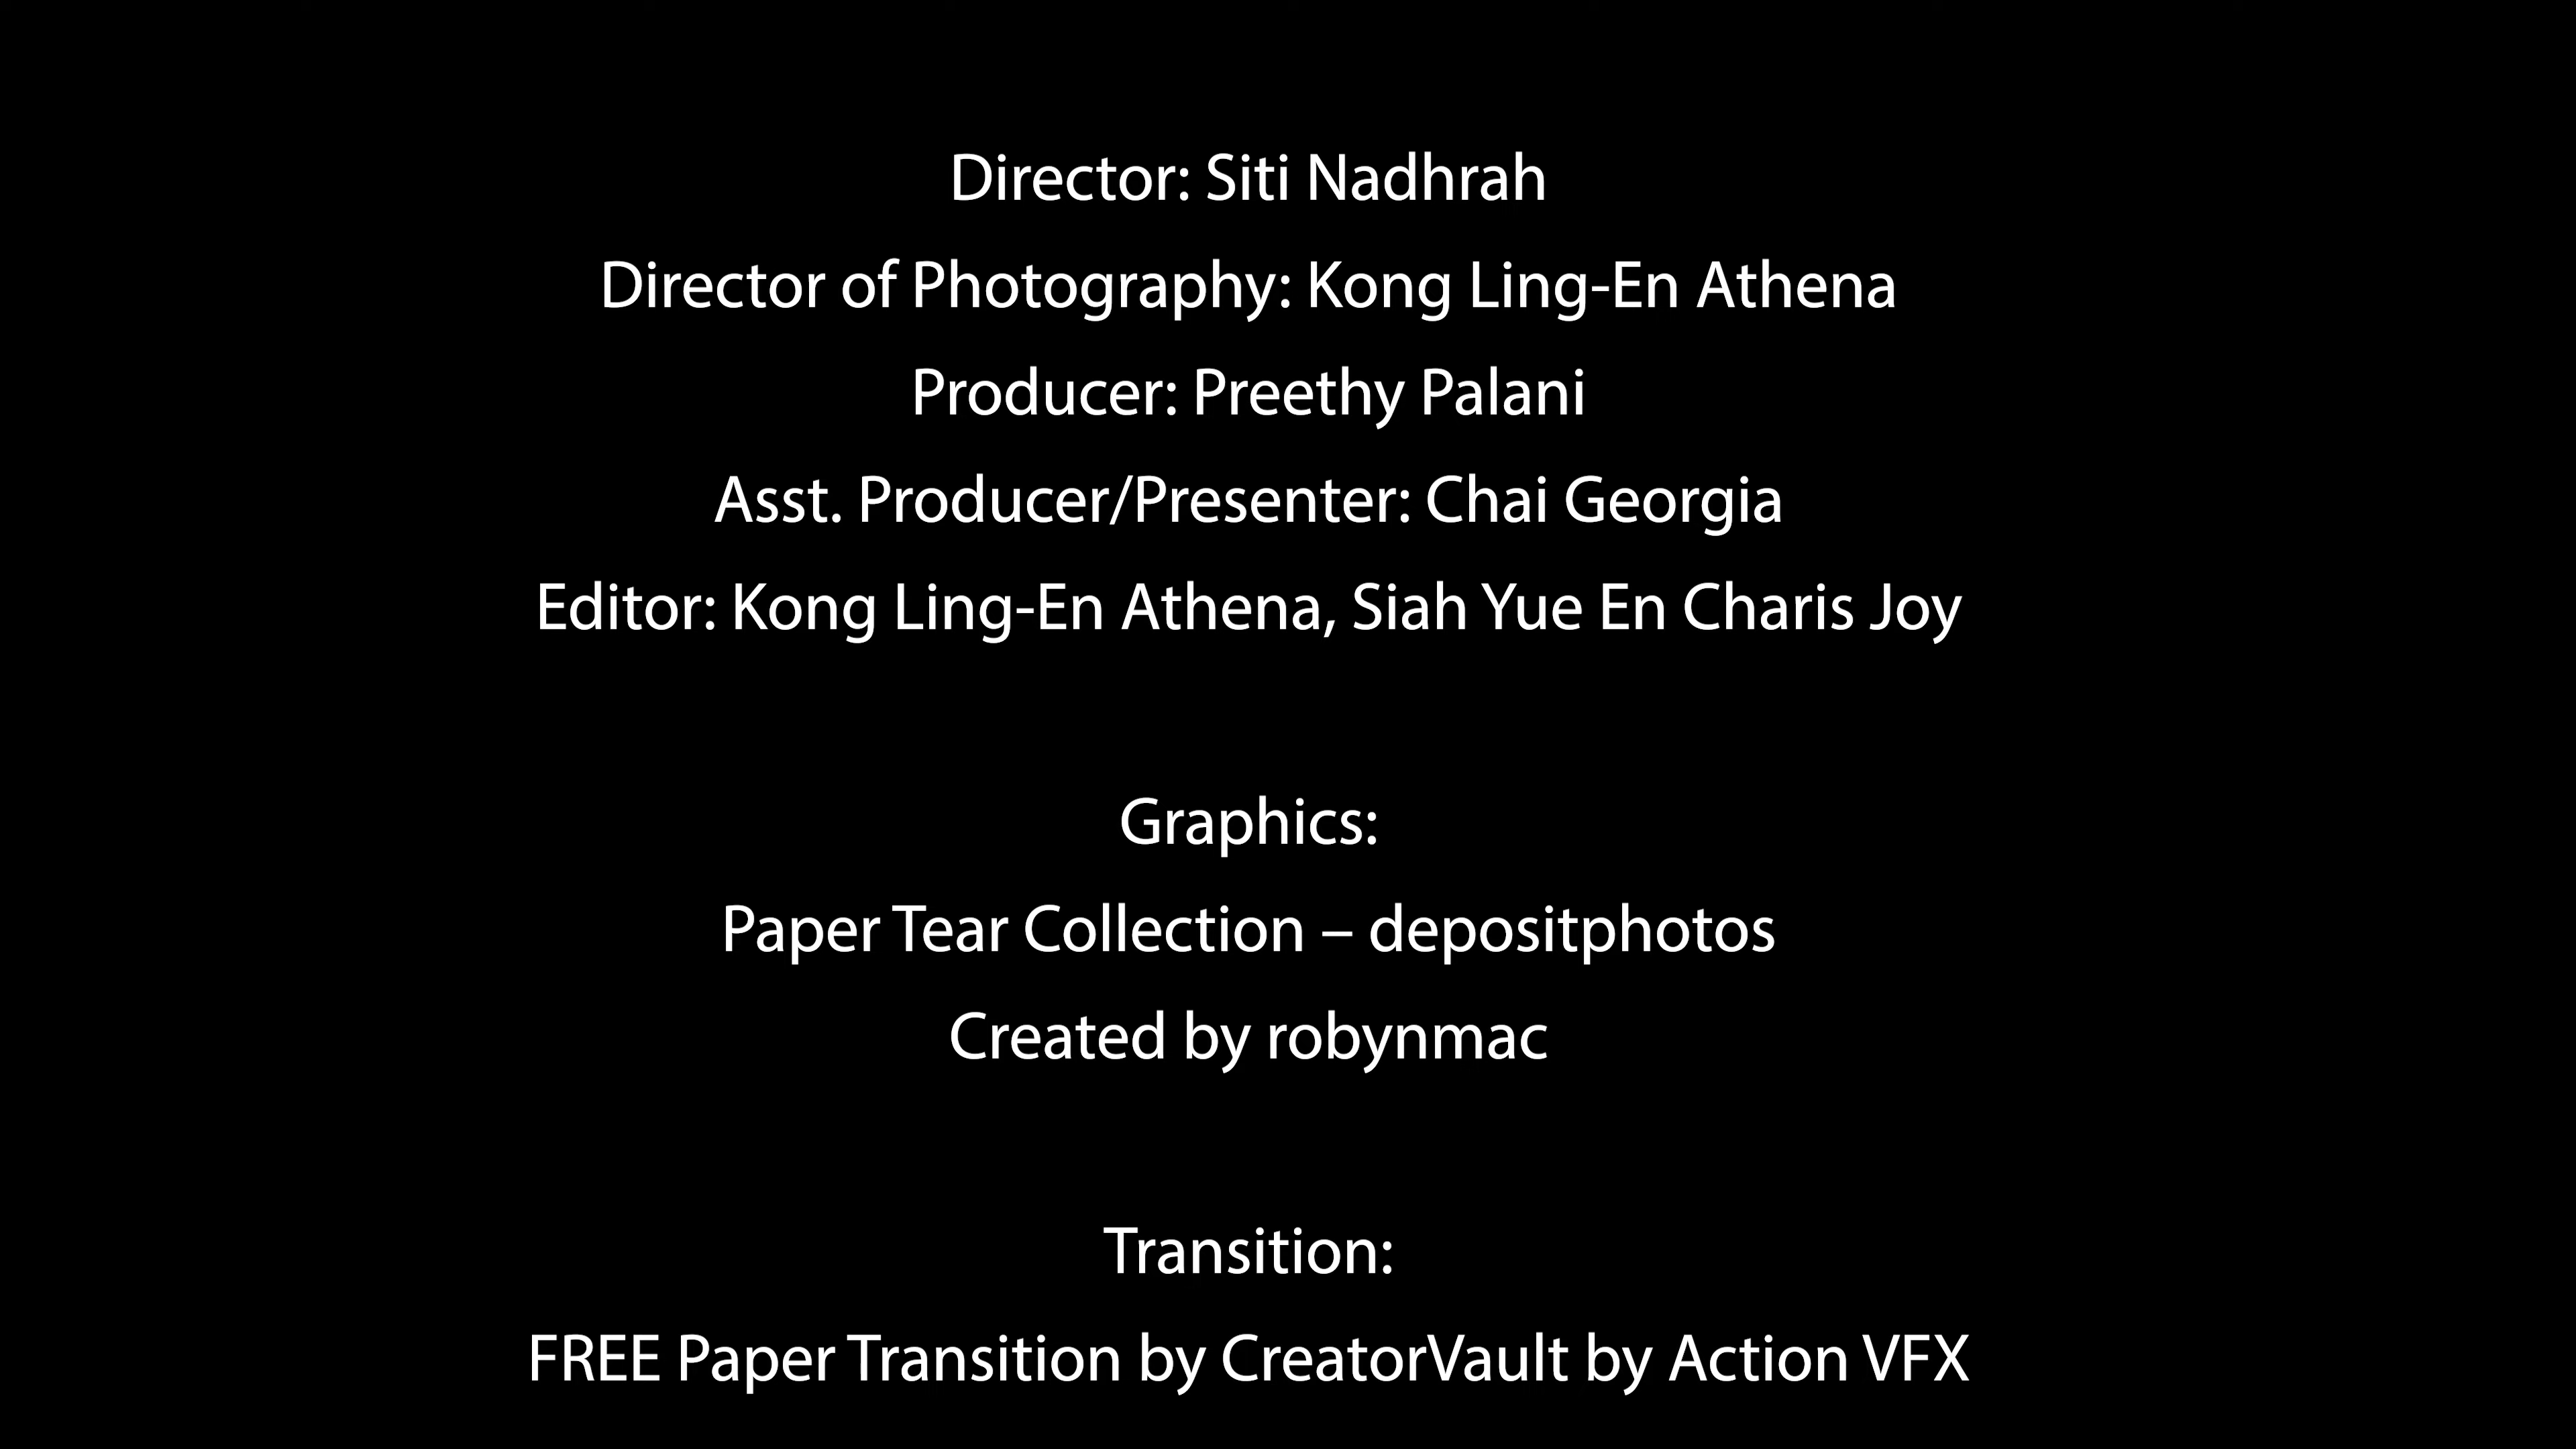 Director: Siti Nadhrah
Director of Photography: Kong Ling-En Athena
Producer: Preethy Palani
Asst. Producer/Presenter: Chai Georgia
Editor: Kong Ling-En Athena, Siah Yue En Charis Joy
Graphics:
Paper Tear Collection – depositphotos
Created by robynmac
Transition:
FREE Paper Transition by CreatorVault by Action VFX